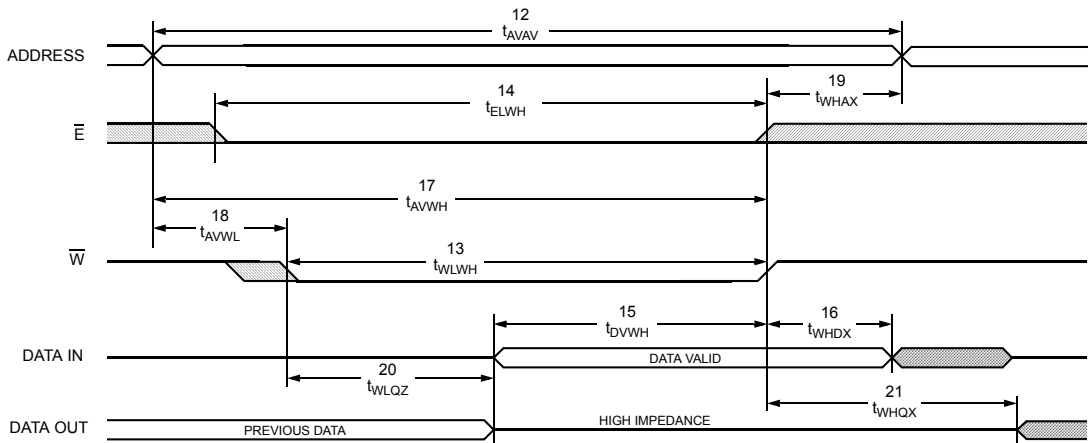 12
tAVAV
ADDRESS
19
tWHAX
14
tELWH
E
17
tAVWH
18
tAVWL
W
13
tWLWH
15
tDVWH
16
tWHDX
DATA IN
DATA VALID
20
tWLQZ
21
tWHQX
DATA OUT
PREVIOUS DATA
HIGH IMPEDANCE